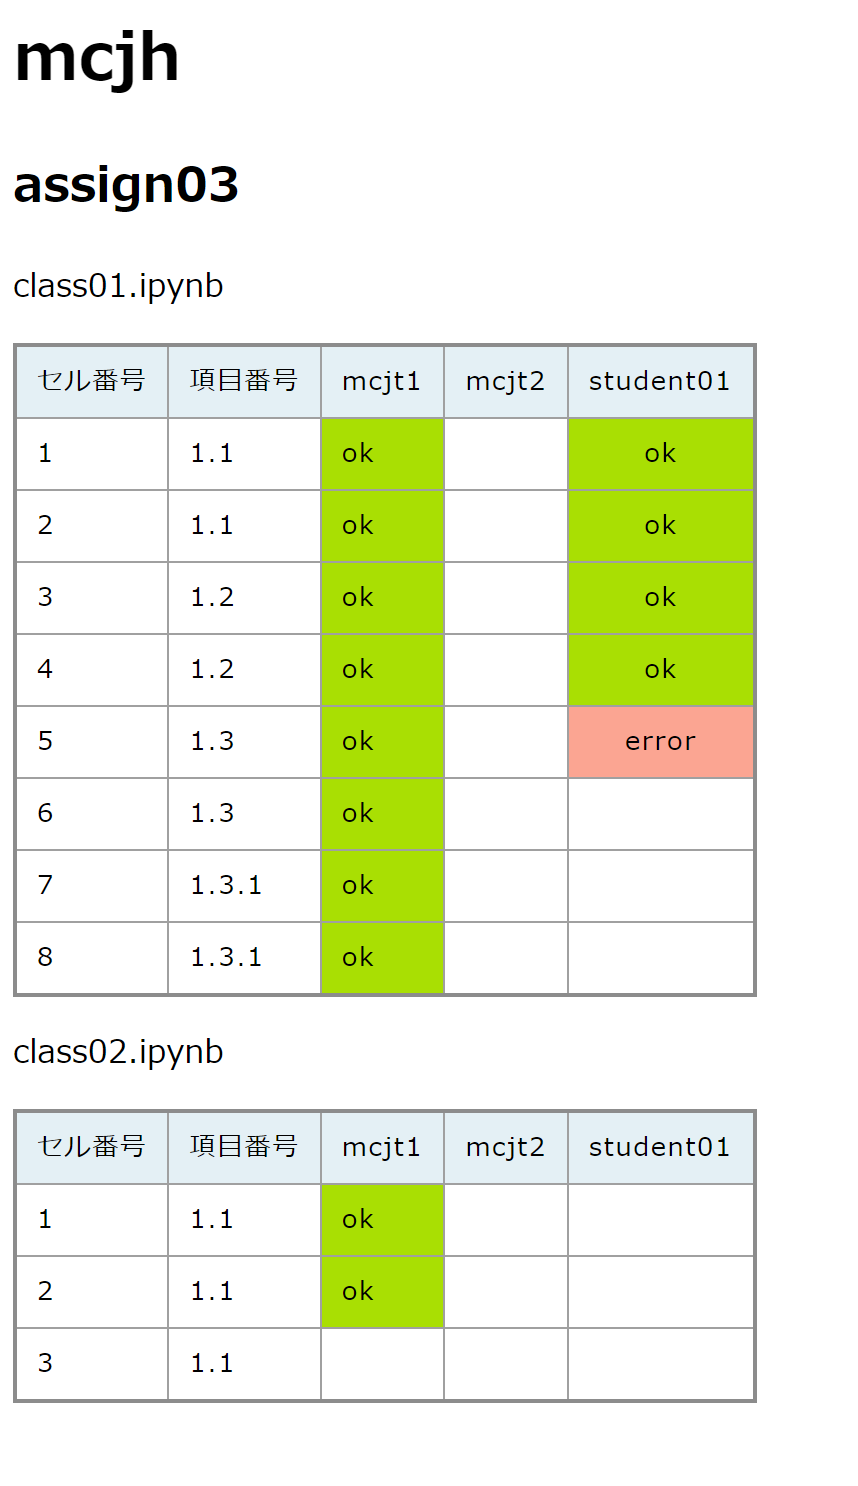 mcjh
assign03
class01.ipynb
セル番号 項目番号 mcjt1 mcjt2 student01
1 1.1 ok ok
2 1.1 ok ok
3 1.2 ok ok
4 1.2 ok ok
5 1.3 ok error
6 1.3 ok
7 1.3.1 ok
8 1.3.1 ok
class02.ipynb
セル番号 項目番号 mcjt1 mcjt2 student01
1 1.1 ok
2 1.1 ok
3 1.1